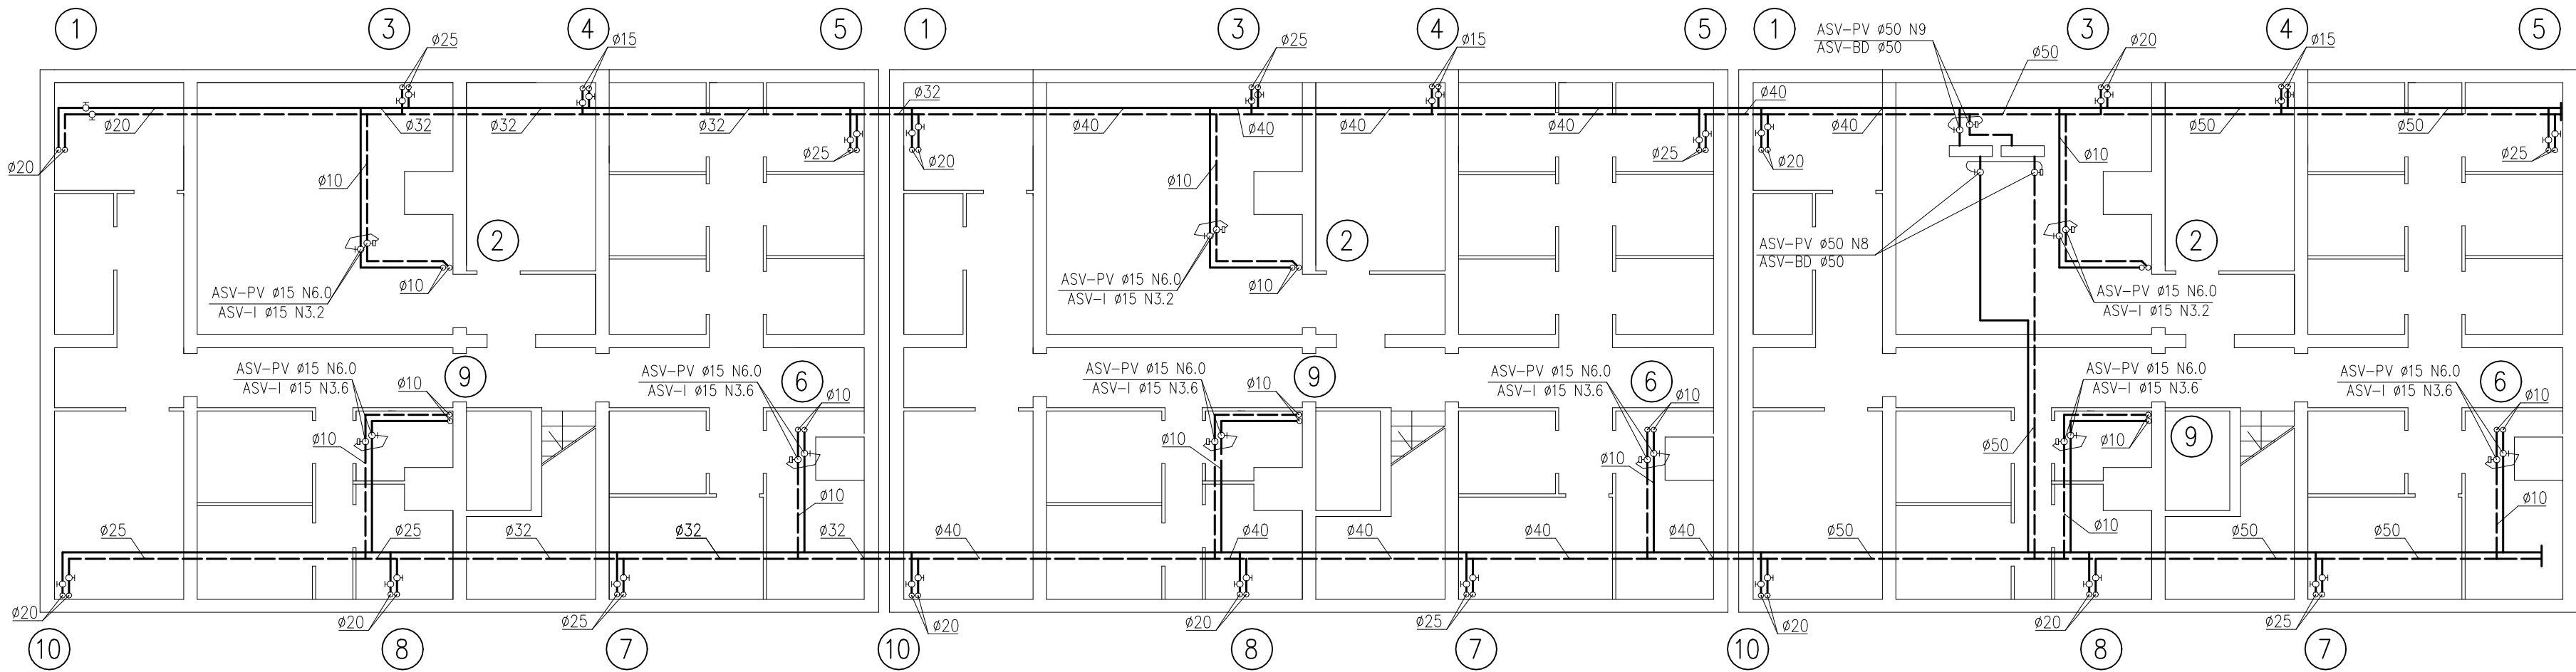 1
3
4
5
1
3
4
5
1
3
4
5
ø25
ø15
ø25
ø15
ASV-PV ø50 N9
ASV-BD ø50
ø50
ø20
ø15
ø20
ø32
ø32
ø32
ø32
ø40
ø40
ø40
ø40
ø40
ø40
ø50
ø50
ø20
ø10
ø25
ø20
ø10
ø25
ø20
ø10
ø25
2
2
2
ASV-PV ø15 N6.0
ASV-I ø15 N3.2
ø10
ASV-PV ø15 N6.0
ASV-I ø15 N3.2
ø10
ASV-PV ø50 N8
ASV-BD ø50
ASV-PV ø15 N6.0
ASV-I ø15 N3.2
ASV-PV ø15 N6.0
ASV-I ø15 N3.6
ø10
9
ASV-PV ø15 N6.0
ASV-I ø15 N3.6
6
ø10
ASV-PV ø15 N6.0
ASV-I ø15 N3.6
ø10
9
ASV-PV ø15 N6.0
ASV-I ø15 N3.6
6
ø10
ASV-PV ø15 N6.0
ASV-I ø15 N3.6
ø10
9
ASV-PV ø15 N6.0
ASV-I ø15 N3.6
6
ø10
ø10
ø10
ø10
ø10
ø50
ø10
ø10
ø25
ø25
ø32
ø32
ø32
ø40
ø40
ø40
ø40
ø40
ø50
ø50
ø50
ø20
ø20
ø25
ø20
ø20
ø25
ø20
ø20
ø25
10
8
7
10
8
7
10
8
7